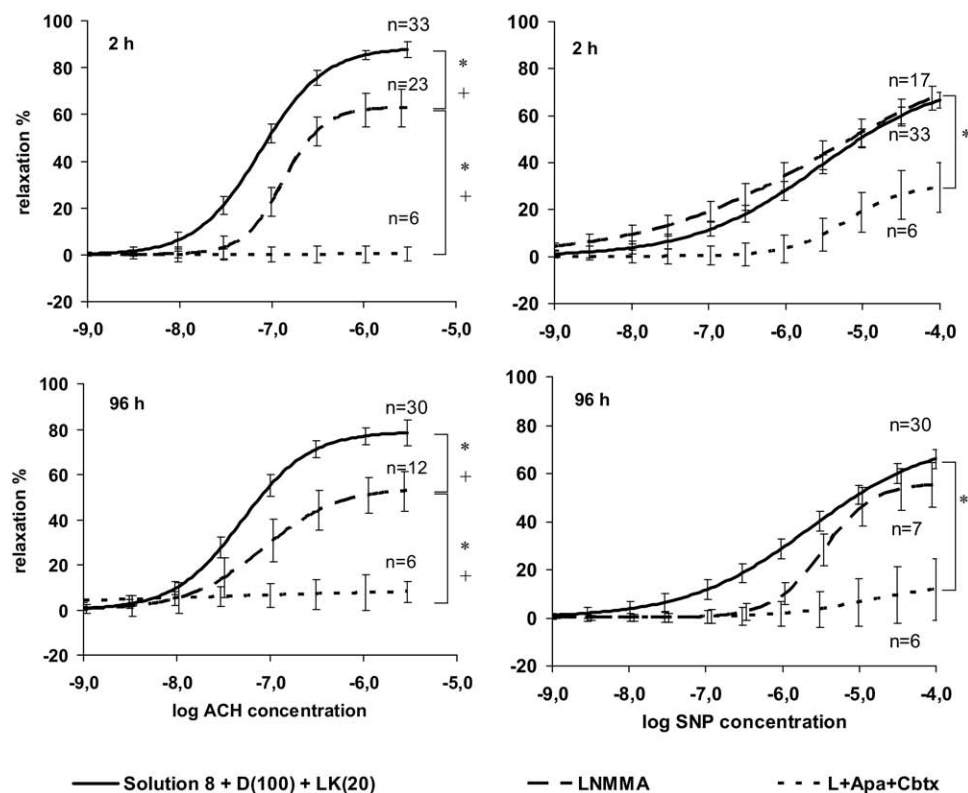 100
80
60
40
20
0
-20
relaxation %
2 h
n=33
n=23
n=6
*
+
*
+
-9,0 -8,0 -7,0 -6,0 -5,0
100
80
60
40
20
0
-20
2 h
n=17
n=33
n=6
*
-9,0 -8,0 -7,0 -6,0 -5,0 -4,0
100
80
60
40
20
0
-20
relaxation %
96 h
n=30
n=12
n=6
*
+
*
+
-9,0 -8,0 -7,0 -6,0 -5,0
log ACH concentration
100
80
60
40
20
0
-20
96 h
n=30
n=7
n=6
*
-9,0 -8,0 -7,0 -6,0 -5,0 -4,0
log SNP concentration
Solution 8 + D(100) + LK(20) LNMMA L+Apa+Cbtx